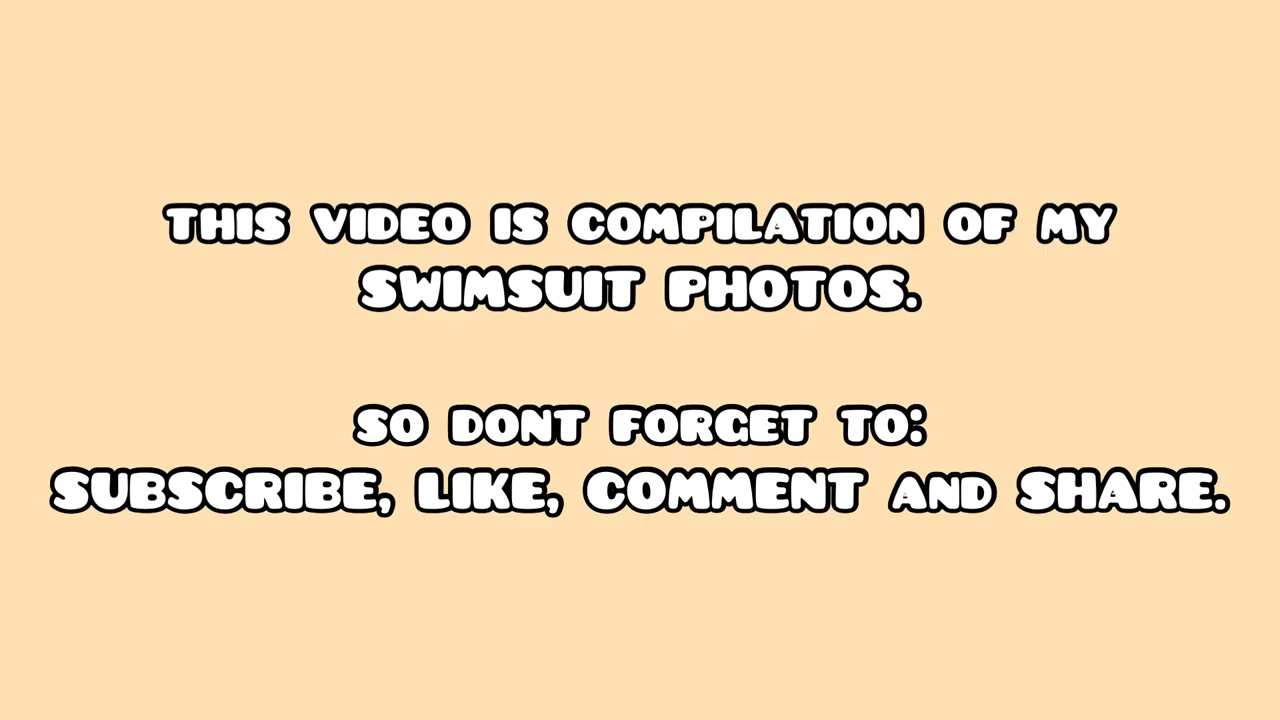 THIS VIDEO IS COMPILATION OF MY
SWIMSUIT PHOTOS.
SO DONT FORGET TO:
SUBSCRIBE, LIKE, COMMENT AND SHARE.